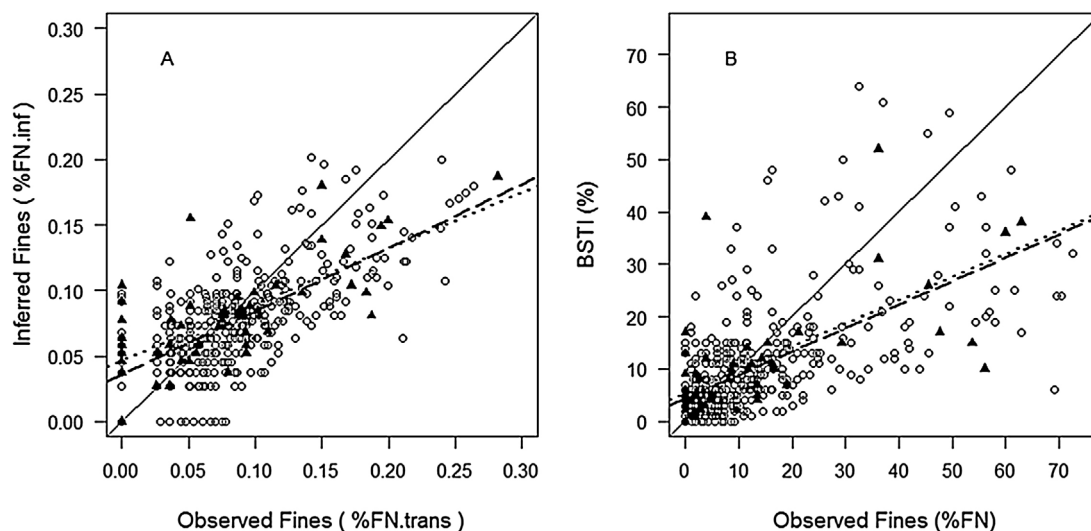 A
Inferred Fines ( %FN.inf )
0.30
0.25
0.20
0.15
0.10
0.05
0.00
0.00 0.05 0.10 0.15 0.20 0.25 0.30
Observed Fines ( %FN.trans )
B
BSTI (%)
70
60
50
40
30
20
10
0
0 10 20 30 40 50 60 70
Observed Fines (%FN)